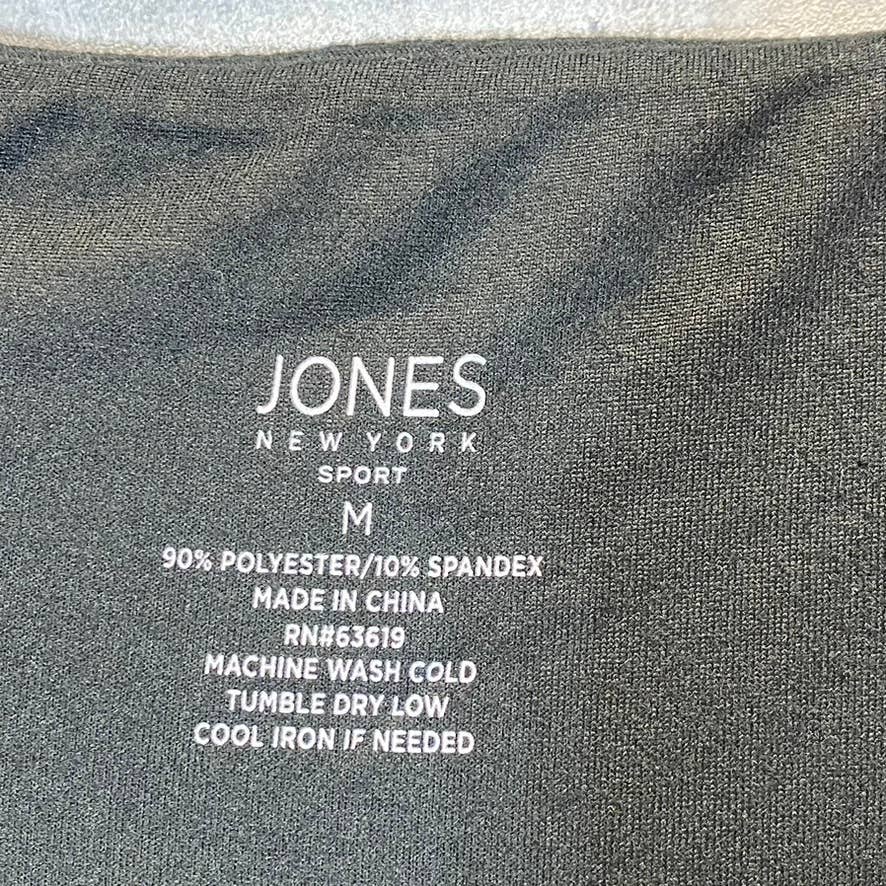 JONES
NEW YORK
SPORT
M
90% POLYESTER/10% SPANDEX
MADE IN CHINA
RN#63619
MACHINE WASH COLD
TUMBLE DRY LOW
COOL IRON IF NEEDED